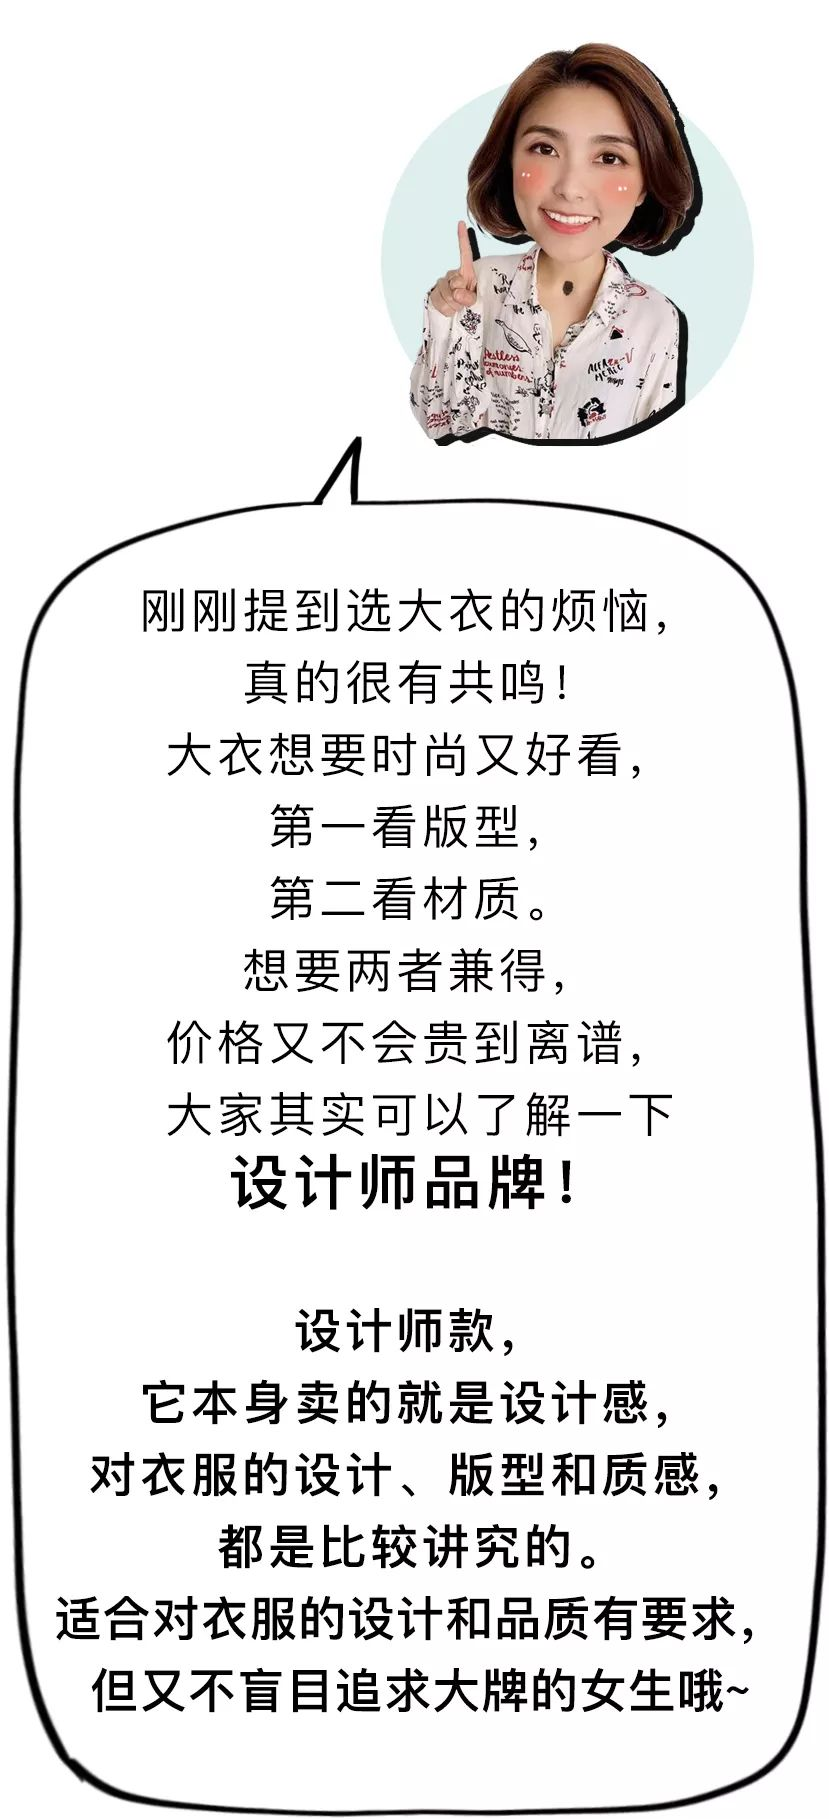 刚刚提到选大衣的烦恼，
真的很有共鸣！
大衣想要时尚又好看，
第一看版型，
第二看材质。
想要两者兼得，
价格又不会贵到离谱，
大家其实可以了解一下
设计师品牌！
设计师款，
它本身卖的就是设计感，
对衣服的设计、版型和质感，
都是比较讲究的。
适合对衣服的设计和品质有要求，
但又不盲目追求大牌的女生哦~